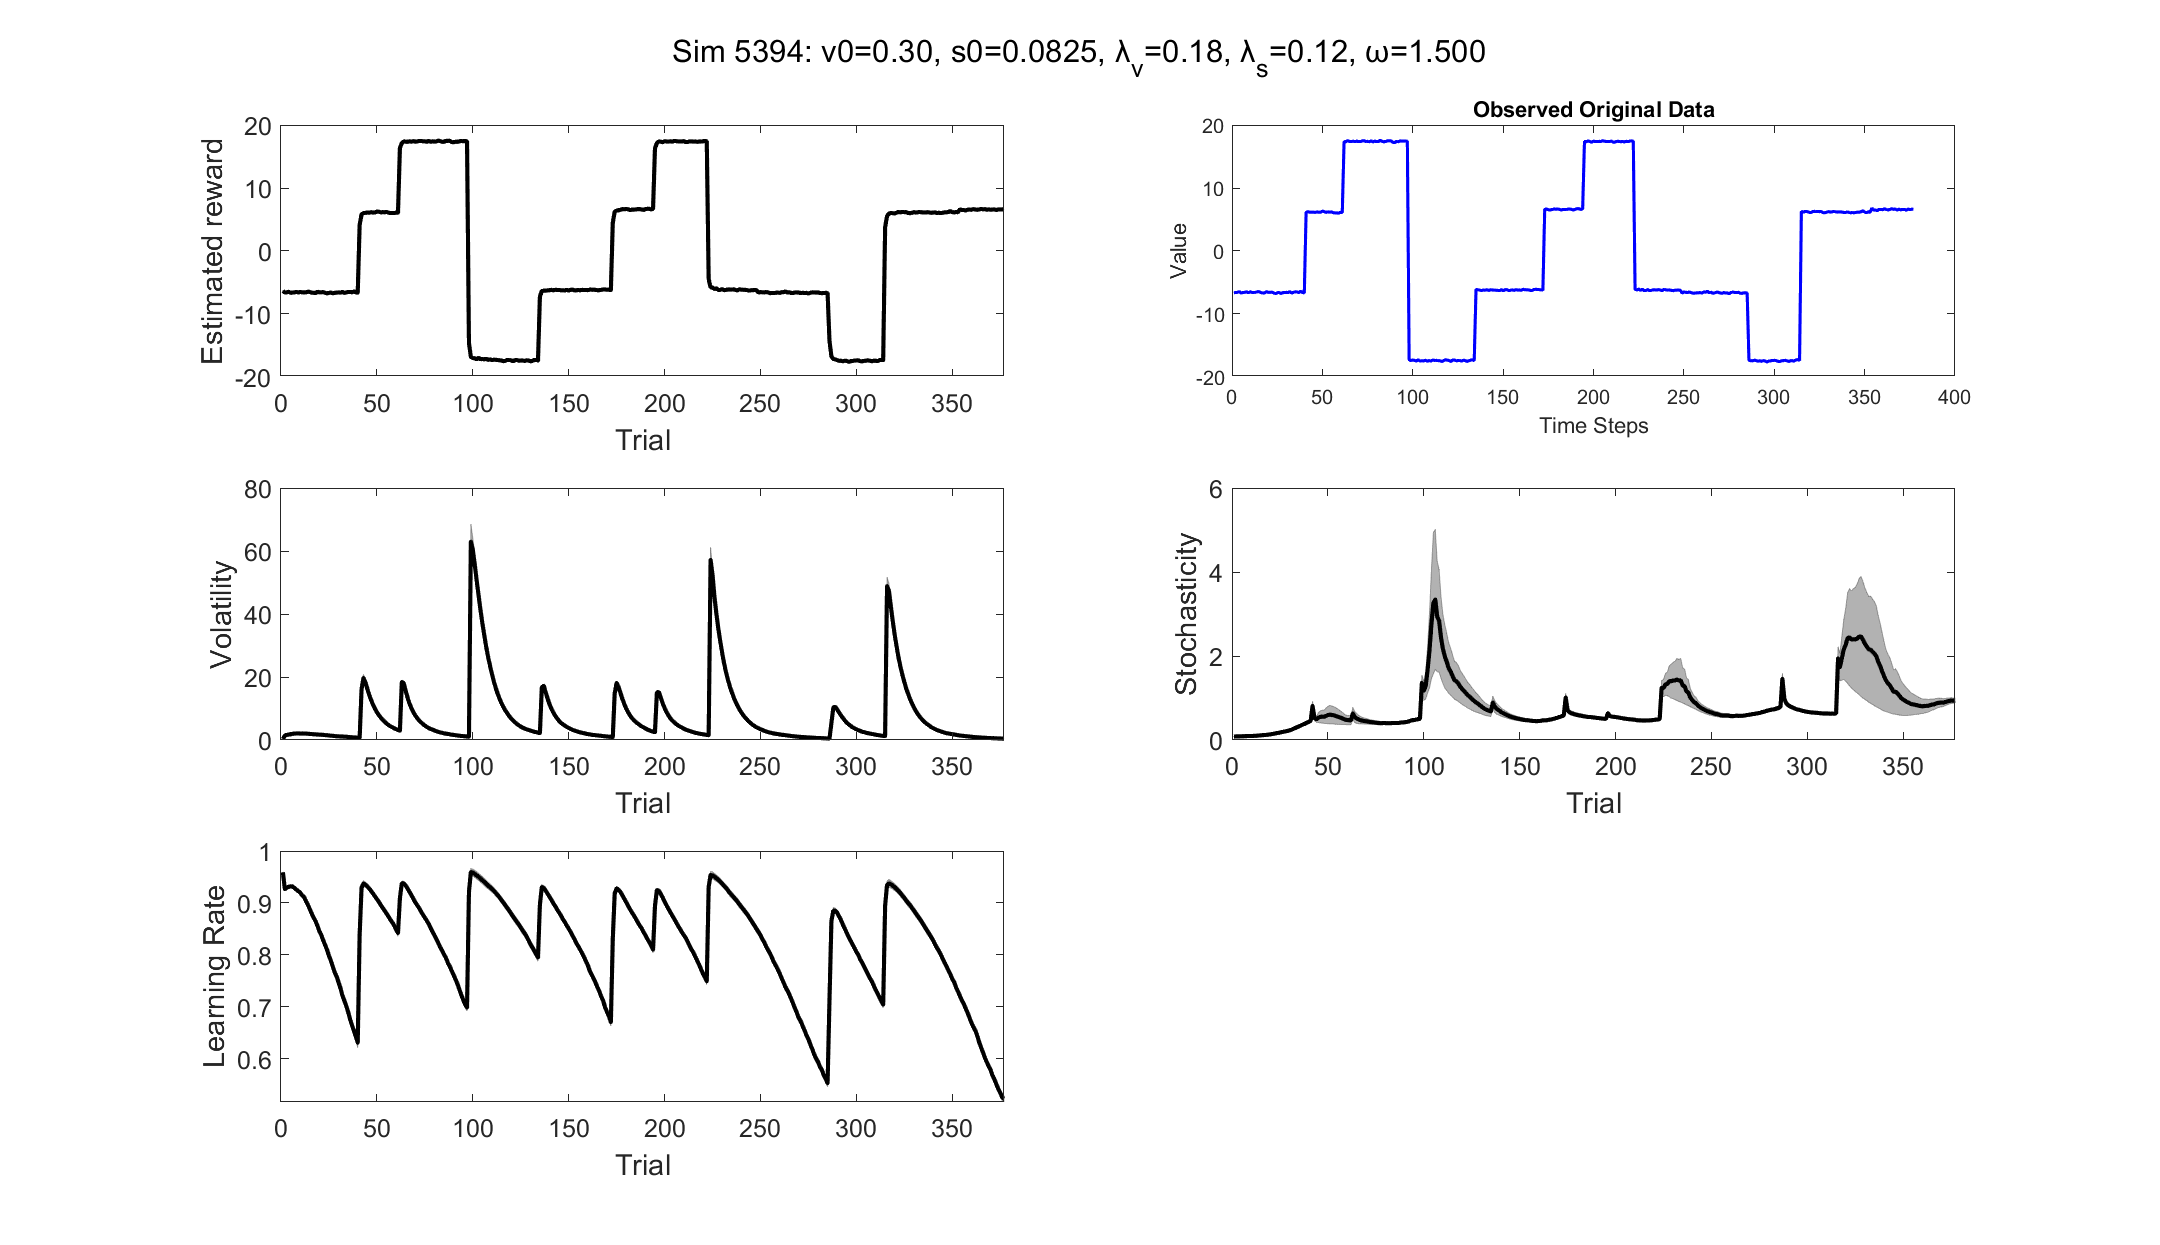 Sim 5394: v0=0.30, s0=0.0825, λv=0.18, λs=0.12, ω=1.500
Estimated reward
20
10
0
-10
-20
0 50 100 150 200 250 300 350
Trial
Observed Original Data
Value
20
10
0
-10
-20
0 50 100 150 200 250 300 350 400
Time Steps
Volatility
80
60
40
20
0
0 50 100 150 200 250 300 350
Trial
Stochasticity
6
4
2
0
0 50 100 150 200 250 300 350
Trial
Learning Rate
1
0.9
0.8
0.7
0.6
0 50 100 150 200 250 300 350
Trial